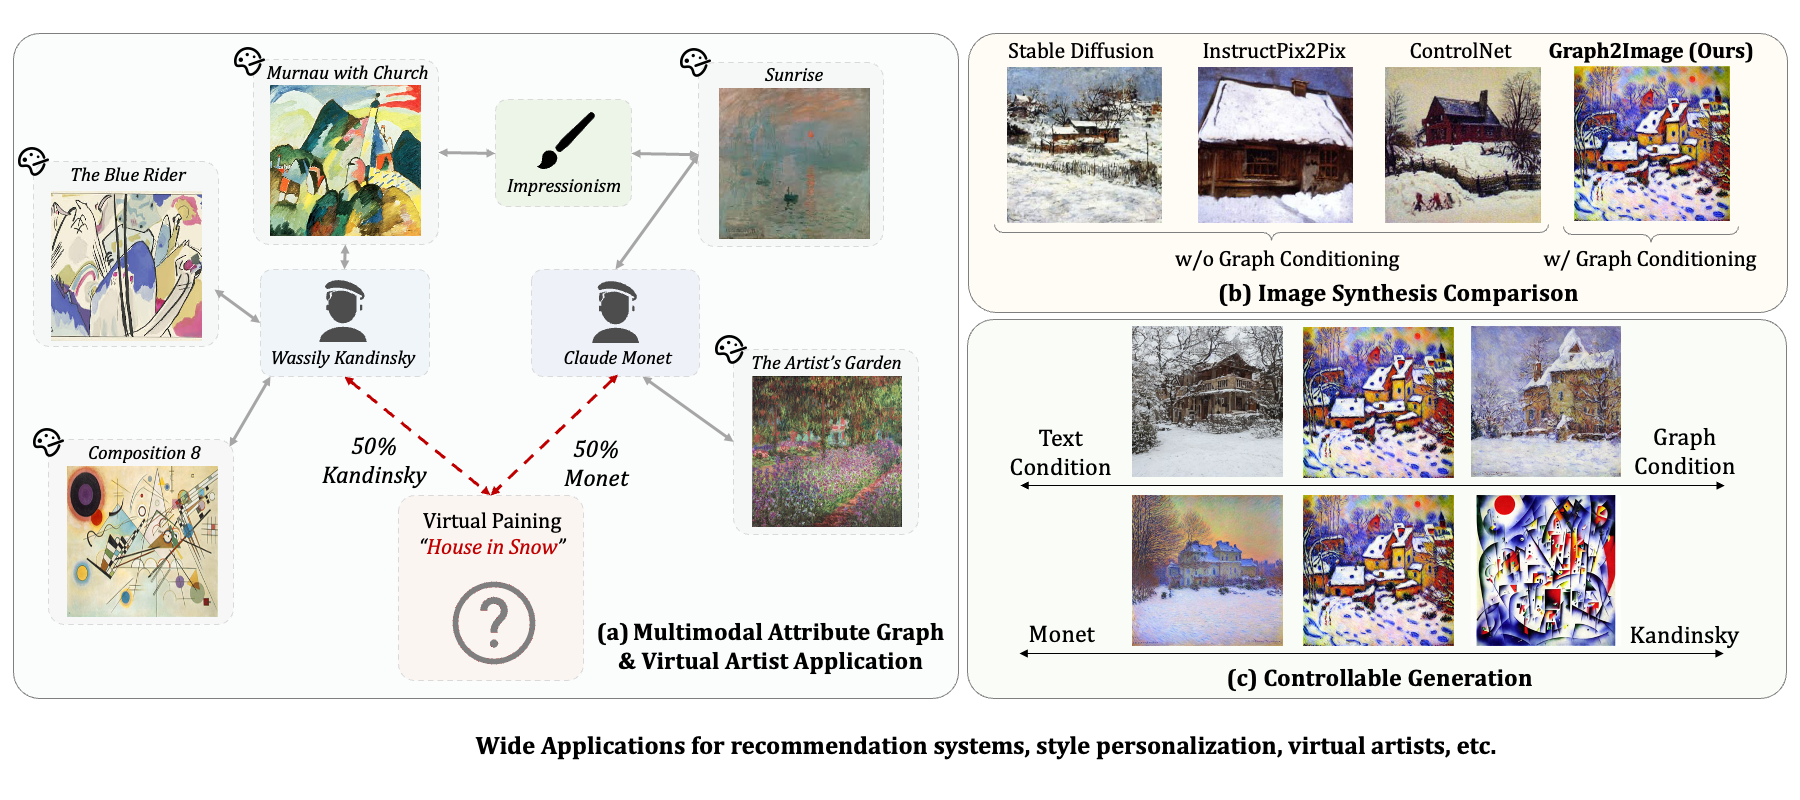 Murnau with Church
Sunrise
The Blue Rider
Impressionism
Wassily Kandinsky
Claude Monet
The Artist's Garden
Composition 8
50%
Kandinsky
50%
Monet
Virtual Paining
“House in Snow”
(a) Multimodal Attribute Graph
& Virtual Artist Application
Stable Diffusion
InstructPix2Pix
ControlNet
Graph2Image (Ours)
w/o Graph Conditioning
w/ Graph Conditioning
(b) Image Synthesis Comparison
Text
Condition
Graph
Condition
Monet
Kandinsky
(c) Controllable Generation
Wide Applications for recommendation systems, style personalization, virtual artists, etc.